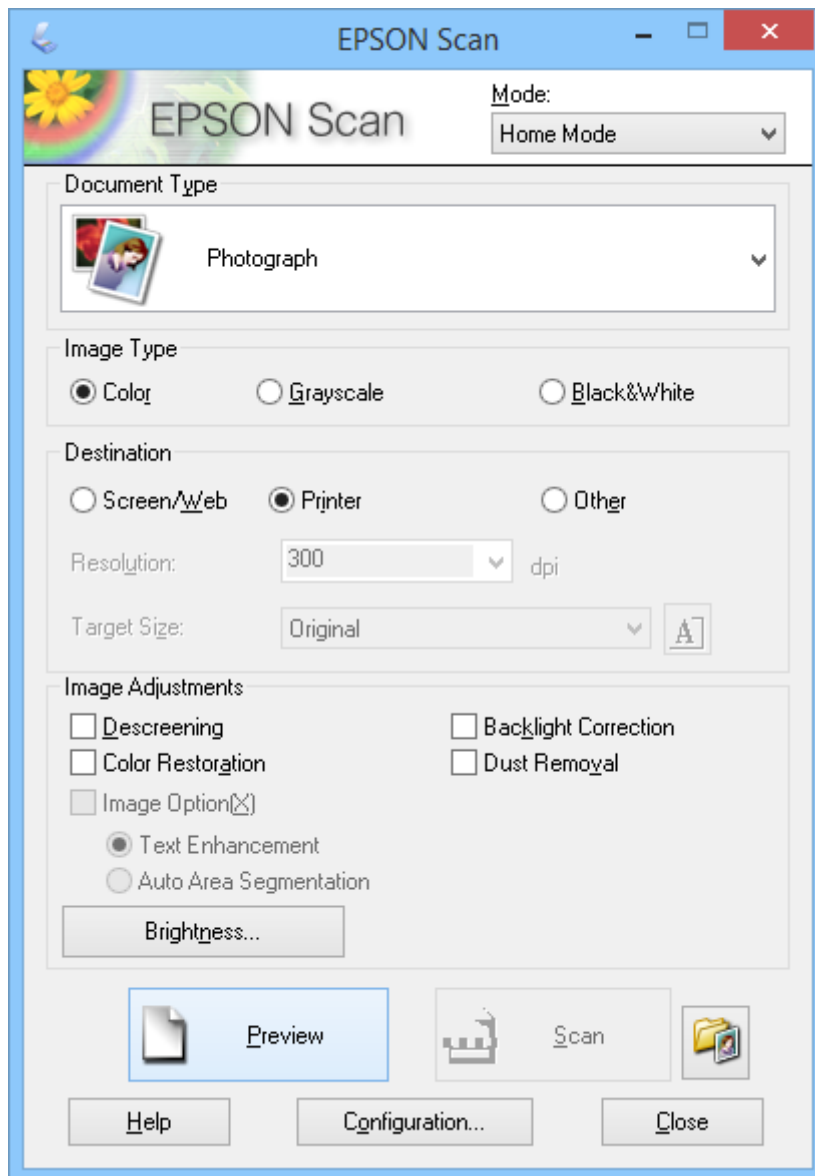 EPSON Scan
EPSON Scan
Mode:
Home Mode
Document Type
Photograph
Image Type
Color Grayscale Black&White
Destination
Screen/Web Printer Other
Resolution: 300 dpi
Target Size: Original A
Image Adjustments
Descreening Backlight Correction
Color Restoration Dust Removal
Image Option(X)
Text Enhancement
Auto Area Segmentation
Brightness...
Preview Scan
Help Configuration... Close